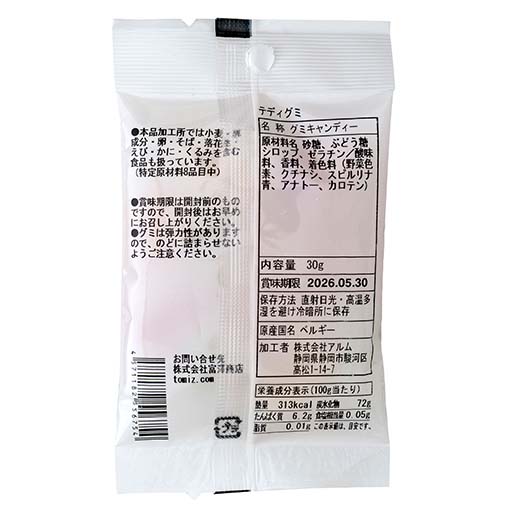 ●本品加工所では小麦・乳
成分・卵・そば・落花生・
えび・かに・くるみを含む
食品も扱っています。
(特定原材料8品目中)
●賞味期限は開封前のもの
ですので、開封後はお早め
にお召し上がりください。
●グミは弾力性があります
ので、のどに詰まらせない
ようご注意ください。
お問い合せ先
株式会社富澤商店
tomiz.com
テディグミ
名 称 グミキャンディー
原材料名 砂糖、ぶどう糖
シロップ、ゼラチン/酸味
料、香料、着色料(野菜色
素、クチナシ、スピルリナ
青、アナトー、カロテン)
内容量 30g
賞味期限 2026.05.30
保存方法 直射日光・高温多
湿を避け冷暗所に保存
原産国名 ベルギー
加工者 株式会社アルム
静岡県静岡市駿河区
高松1-14-7
栄養成分表示(100g当たり)
熱量 313kcal 炭水化物 72g
たんぱく質 6.2g 食塩相当量 0.05g
脂質 0.01g この表示値は、目安です。
プラ